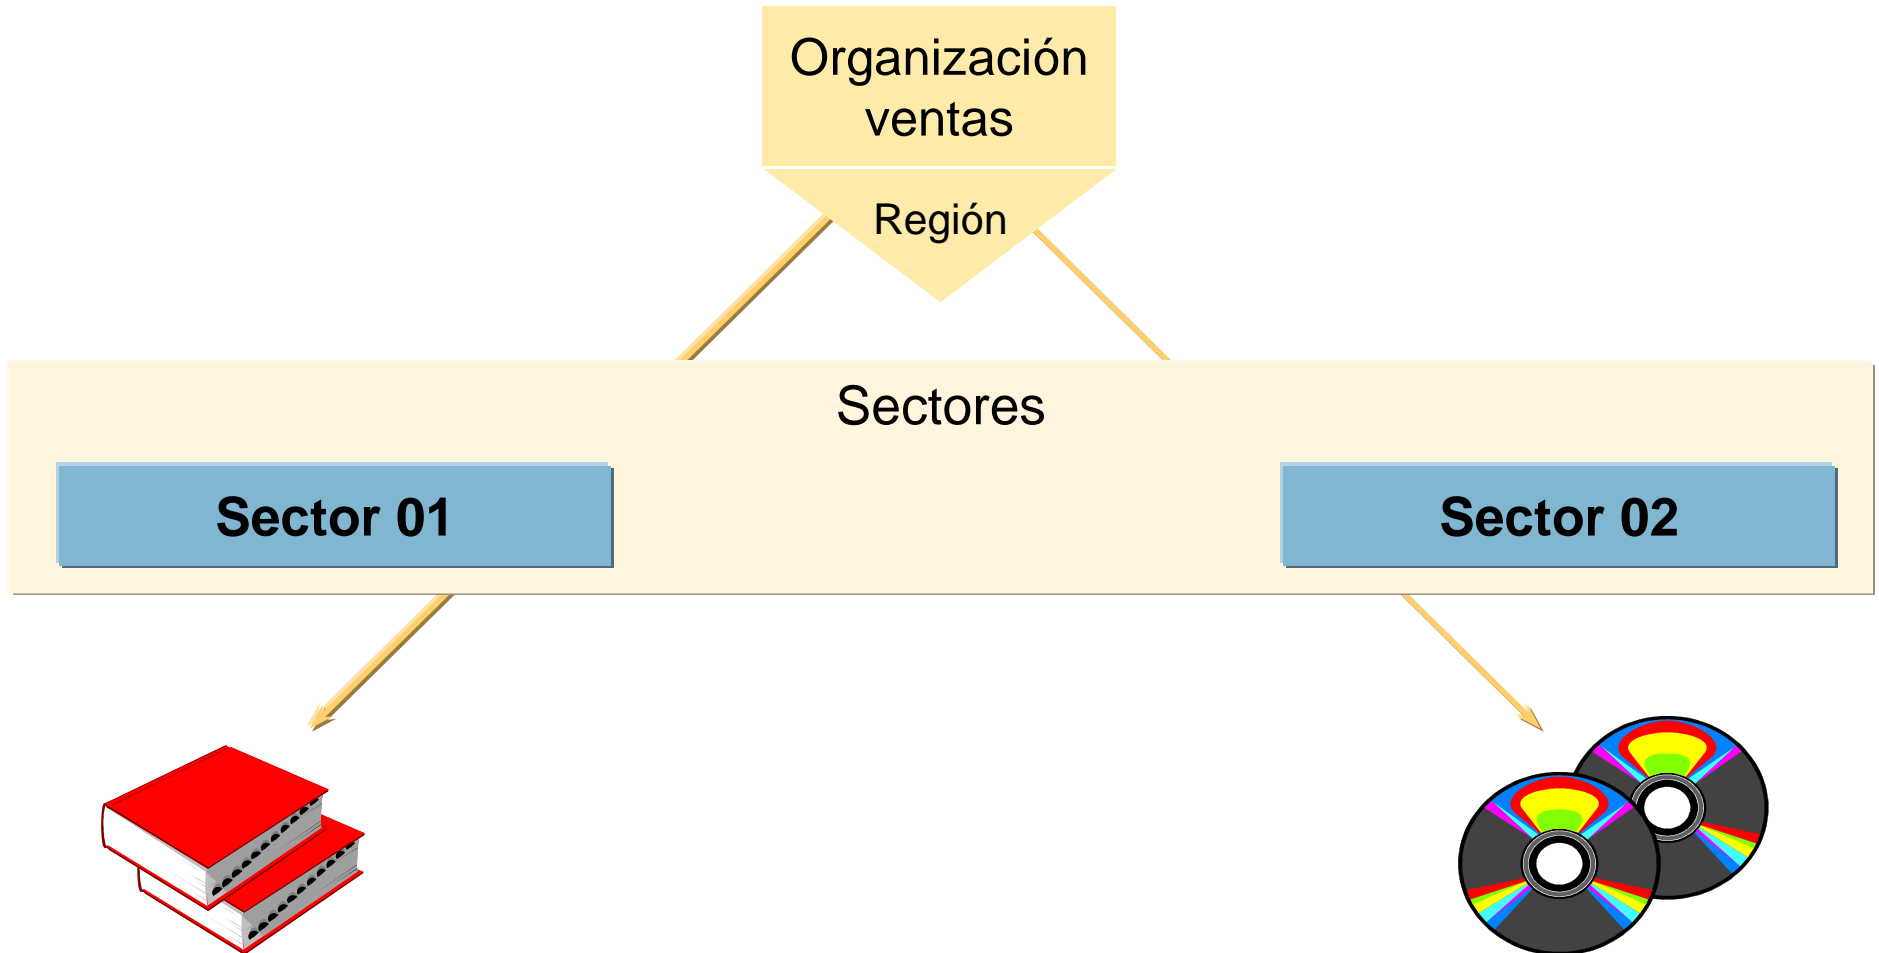 Organización
ventas
Región
Sectores
Sector 01
Sector 02